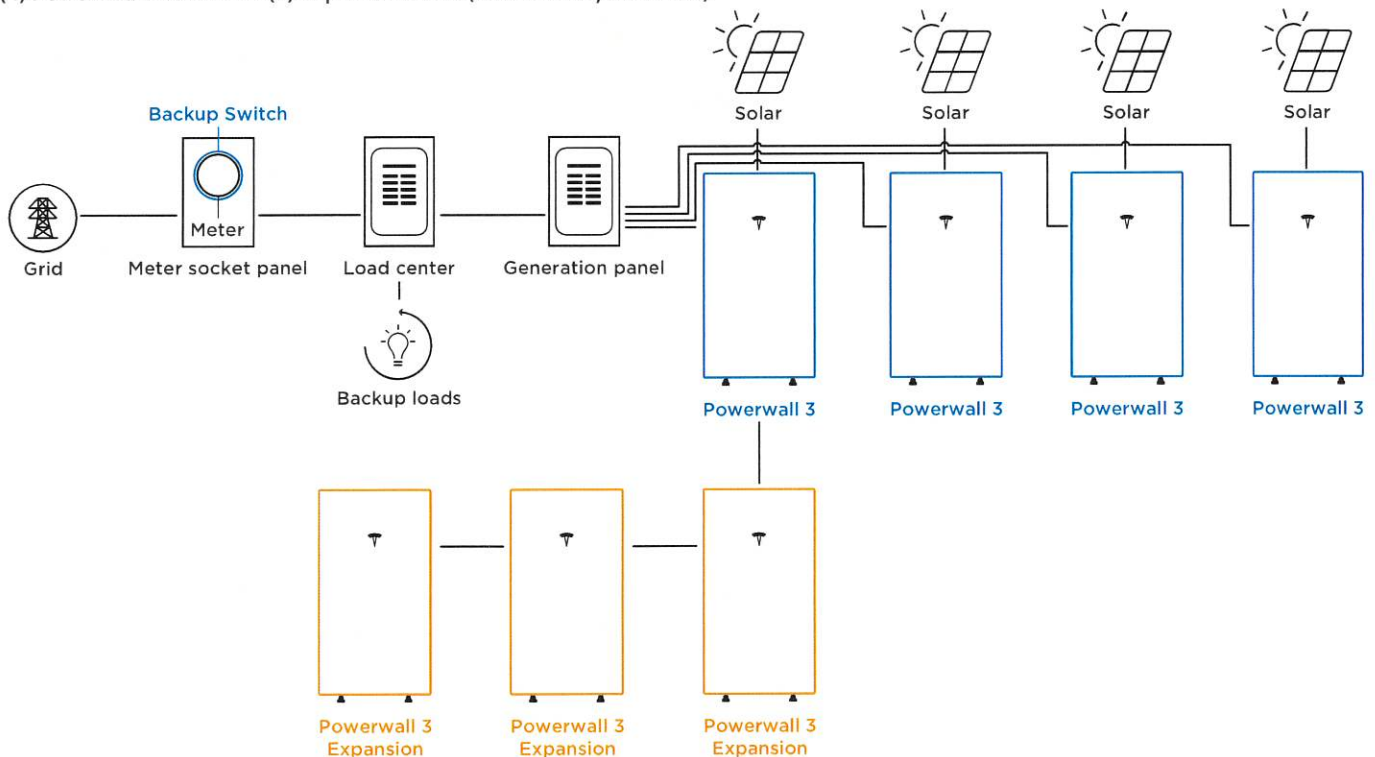 Solar
Solar
Solar
Solar
Backup Switch
Meter
Grid
Meter socket panel
Load center
Generation panel
Backup loads
Powerwall 3
Powerwall 3
Powerwall 3
Powerwall 3
Powerwall 3
Expansion
Powerwall 3
Expansion
Powerwall 3
Expansion